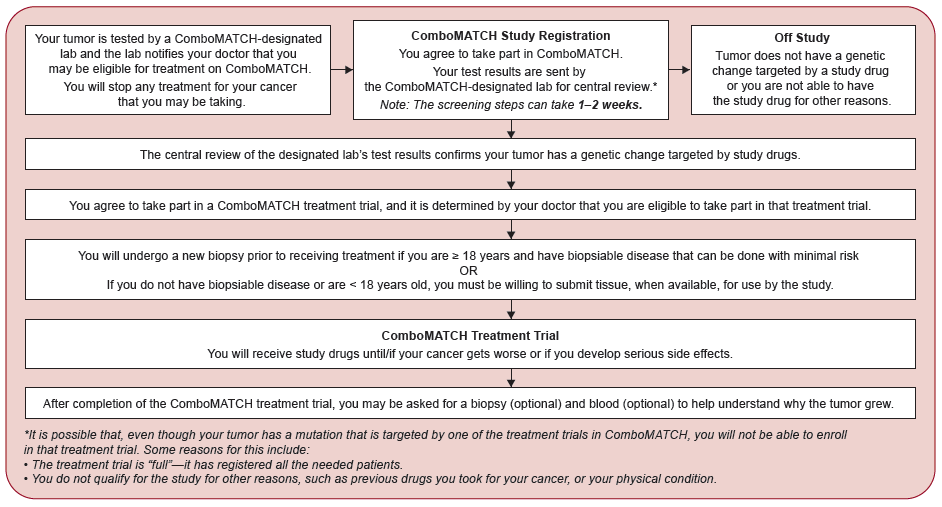 Your tumor is tested by a ComboMATCH-designated
lab and the lab notifies your doctor that you
may be eligible for treatment on ComboMATCH.
You will stop any treatment for your cancer
that you may be taking.
ComboMATCH Study Registration
You agree to take part in ComboMATCH.
Your test results are sent by
the ComboMATCH-designated lab for central review.*
Note: The screening steps can take 1–2 weeks.
Off Study
Tumor does not have a genetic
change targeted by a study drug
or you are not able to have
the study drug for other reasons.
The central review of the designated lab’s test results confirms your tumor has a genetic change targeted by study drugs.
You agree to take part in a ComboMATCH treatment trial, and it is determined by your doctor that you are eligible to take part in that treatment trial.
You will undergo a new biopsy prior to receiving treatment if you are ≥ 18 years and have biopsiable disease that can be done with minimal risk
OR
If you do not have biopsiable disease or are < 18 years old, you must be willing to submit tissue, when available, for use by the study.
ComboMATCH Treatment Trial
You will receive study drugs until/if your cancer gets worse or if you develop serious side effects.
After completion of the ComboMATCH treatment trial, you may be asked for a biopsy (optional) and blood (optional) to help understand why the tumor grew.
*It is possible that, even though your tumor has a mutation that is targeted by one of the treatment trials in ComboMATCH, you will not be able to enroll
in that treatment trial. Some reasons for this include:
• The treatment trial is “full”—it has registered all the needed patients.
• You do not qualify for the study for other reasons, such as previous drugs you took for your cancer, or your physical condition.